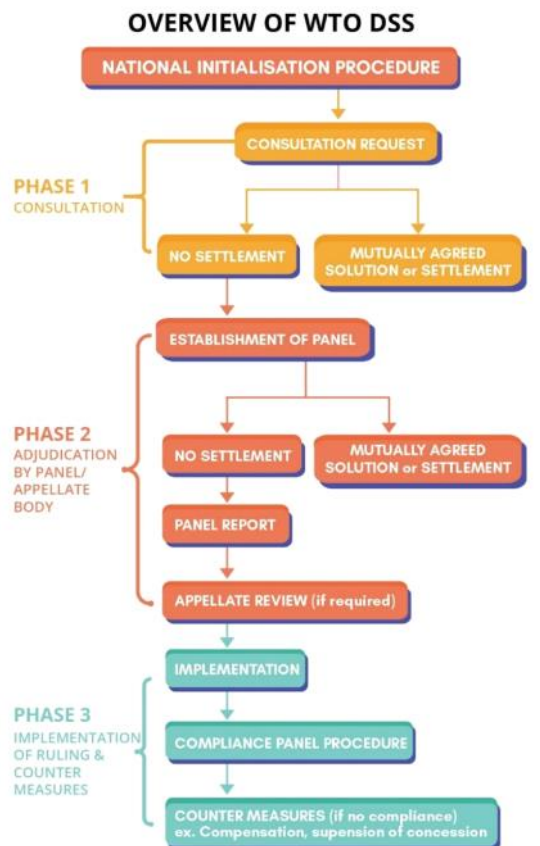 OVERVIEW OF WTO DSS
NATIONAL INITIALISATION PROCEDURE
CONSULTATION REQUEST
PHASE 1
CONSULTATION
NO SETTLEMENT
MUTUALLY AGREED
SOLUTION or SETTLEMENT
ESTABLISHMENT OF PANEL
PHASE 2
ADJUDICATION
BY PANEL/
APPELLATE
BODY
NO SETTLEMENT
MUTUALLY AGREED
SOLUTION or SETTLEMENT
PANEL REPORT
APPELLATE REVIEW (if required)
IMPLEMENTATION
PHASE 3
IMPLEMENTATION
OF RULING &
COUNTER
MEASURES
COMPLIANCE PANEL PROCEDURE
COUNTER MEASURES (if no compliance)
ex. Compensation, supension of concession